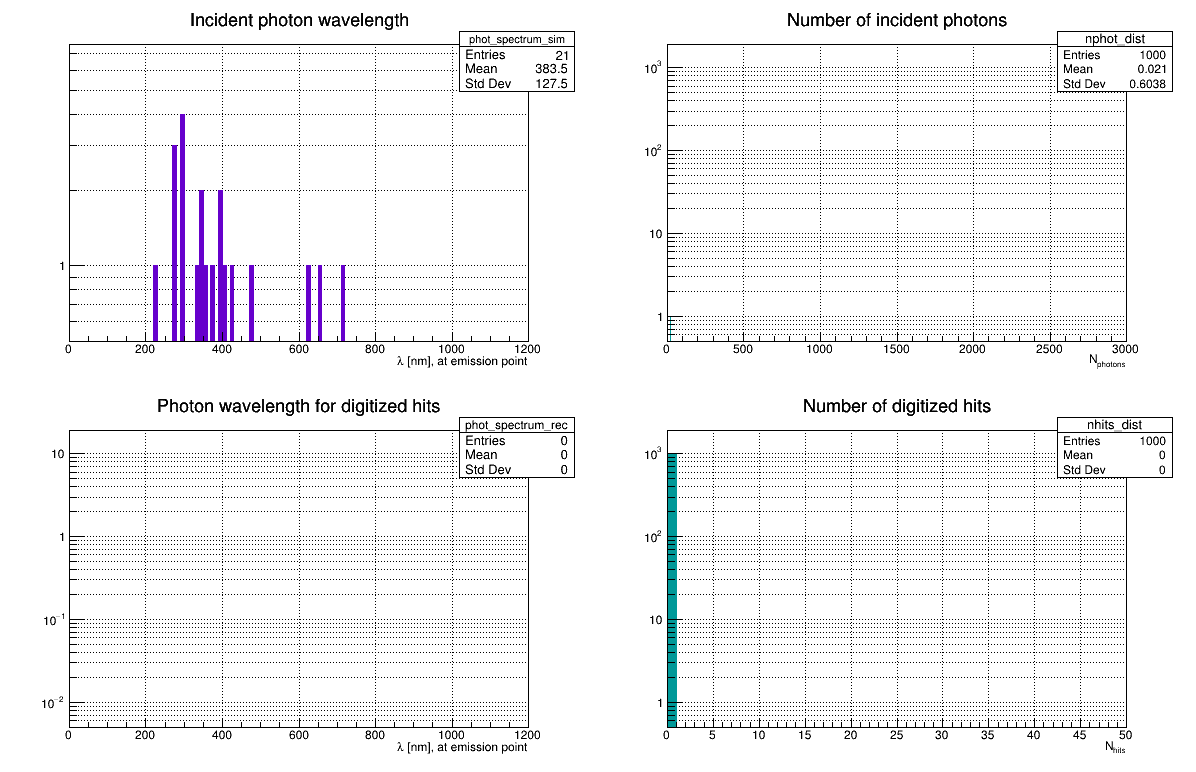 Incident photon wavelength
phot_spectrum_sim
Entries 21
Mean 383.5
Std Dev 127.5
1
0 200 400 600 800 1000 1200
λ [nm], at emission point
Number of incident photons
nphot_dist
Entries 1000
Mean 0.021
Std Dev 0.6038
10³
10²
10
1
0 500 1000 1500 2000 2500 3000
Nphotons
Photon wavelength for digitized hits
phot_spectrum_rec
Entries 0
Mean 0
Std Dev 0
10
1
10⁻¹
10⁻²
0 200 400 600 800 1000 1200
λ [nm], at emission point
Number of digitized hits
nhits_dist
Entries 1000
Mean 0
Std Dev 0
10³
10²
10
1
0 5 10 15 20 25 30 35 40 45 50
Nhits